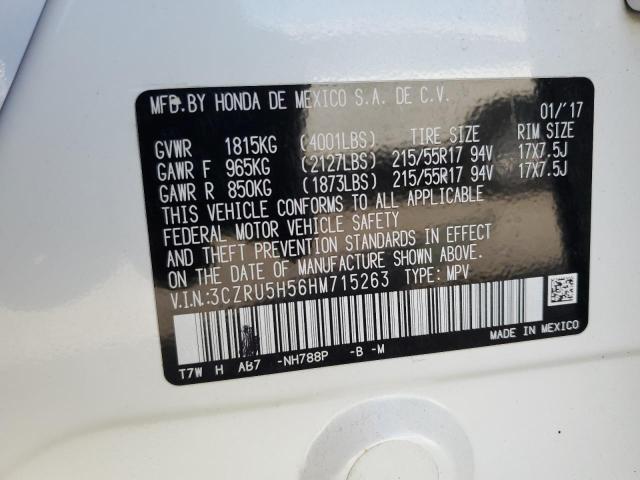 MFD.BY HONDA DE MEXICO S.A. DE C.V.
01/'17
GVWR 1815KG (4001LBS) TIRE SIZE RIM SIZE
GAWR F 965KG (2127LBS) 215/55R17 94V 17X7.5J
GAWR R 850KG (1873LBS) 215/55R17 94V 17X7.5J
THIS VEHICLE CONFORMS TO ALL APPLICABLE
FEDERAL MOTOR VEHICLE SAFETY
AND THEFT PREVENTION STANDARDS IN EFFECT
ON THE DATE OF MANUFACTURE SHOWN ABOVE.
V.I.N:3CZRU5H56HM715263 TYPE: MPV
T7W H AB7 -NH788P -B -M
MADE IN MEXICO